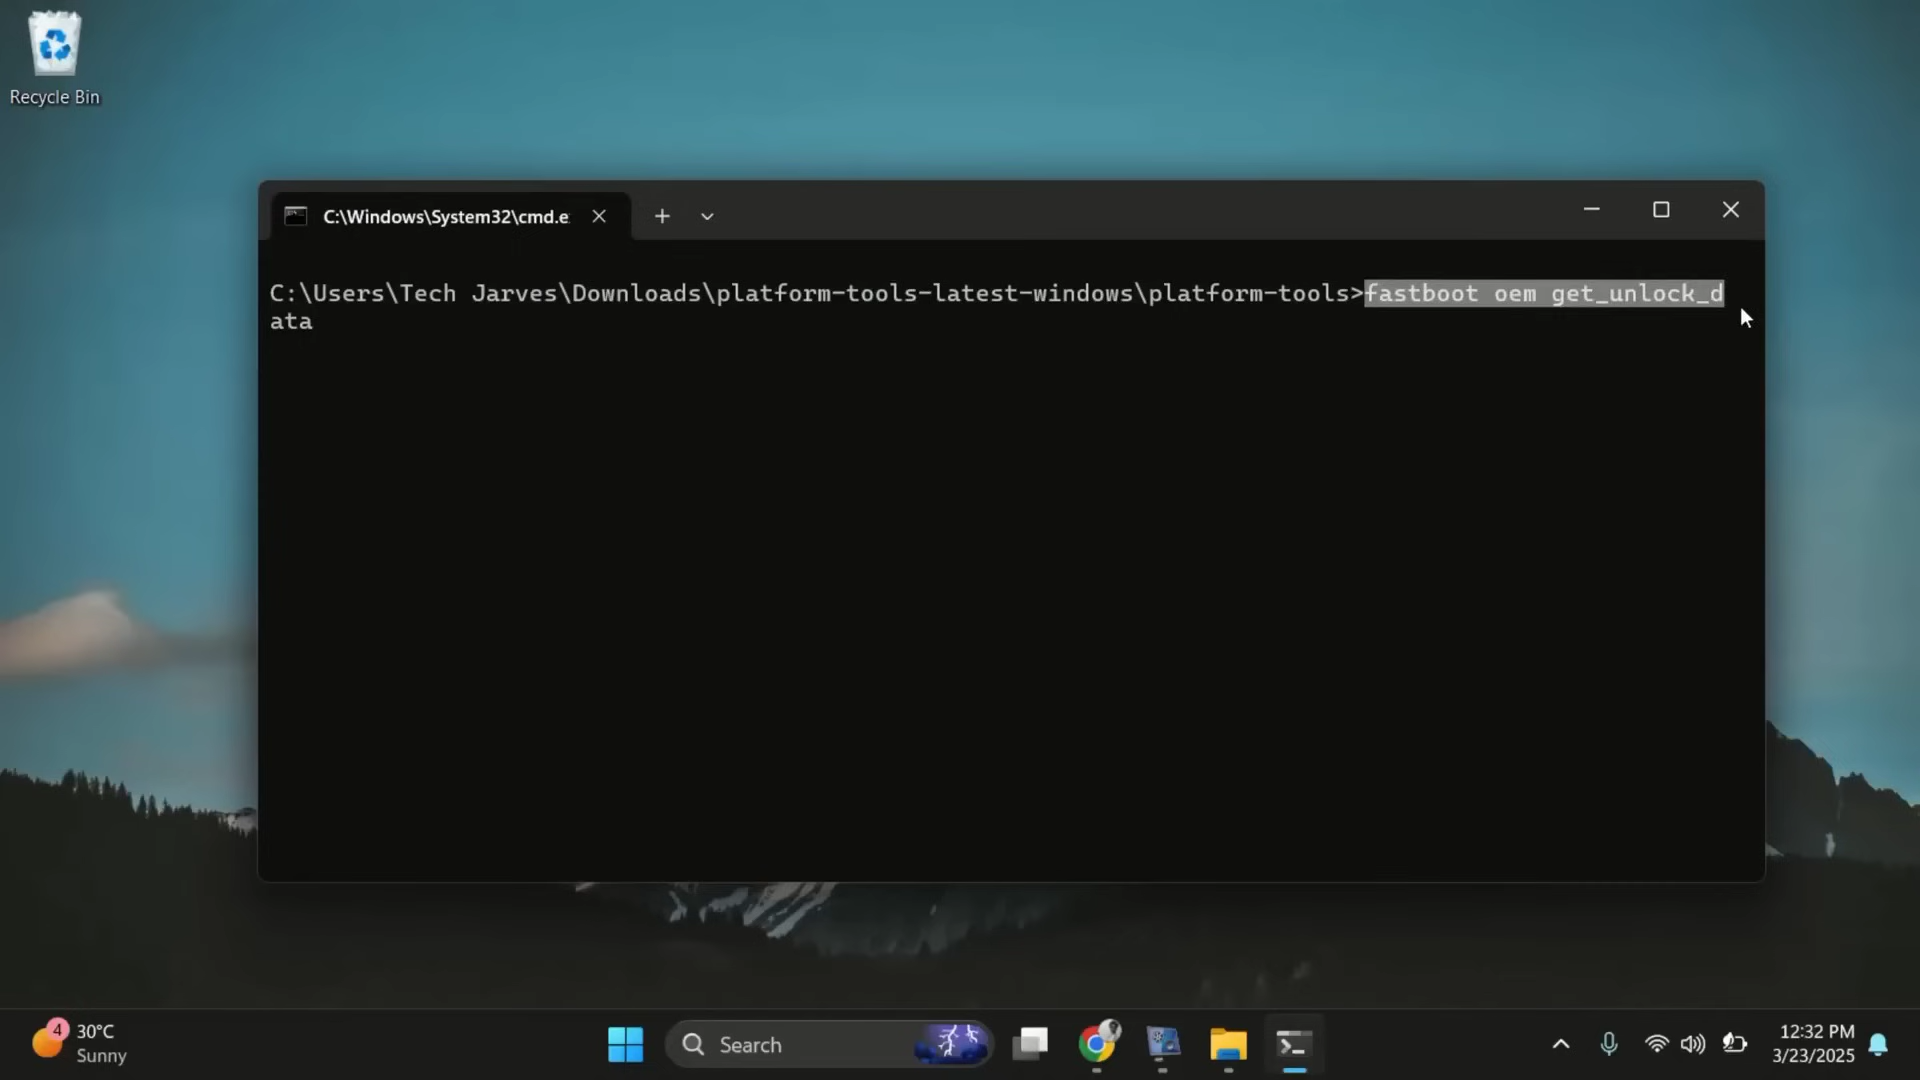 Recycle Bin
C:\Windows\System32\cmd.e
C:\Users\Tech Jarves\Downloads\platform-tools-latest-windows\platform-tools>fastboot oem get_unlock_d
ata
4
30°C
Sunny
Search
12:32 PM
3/23/2025